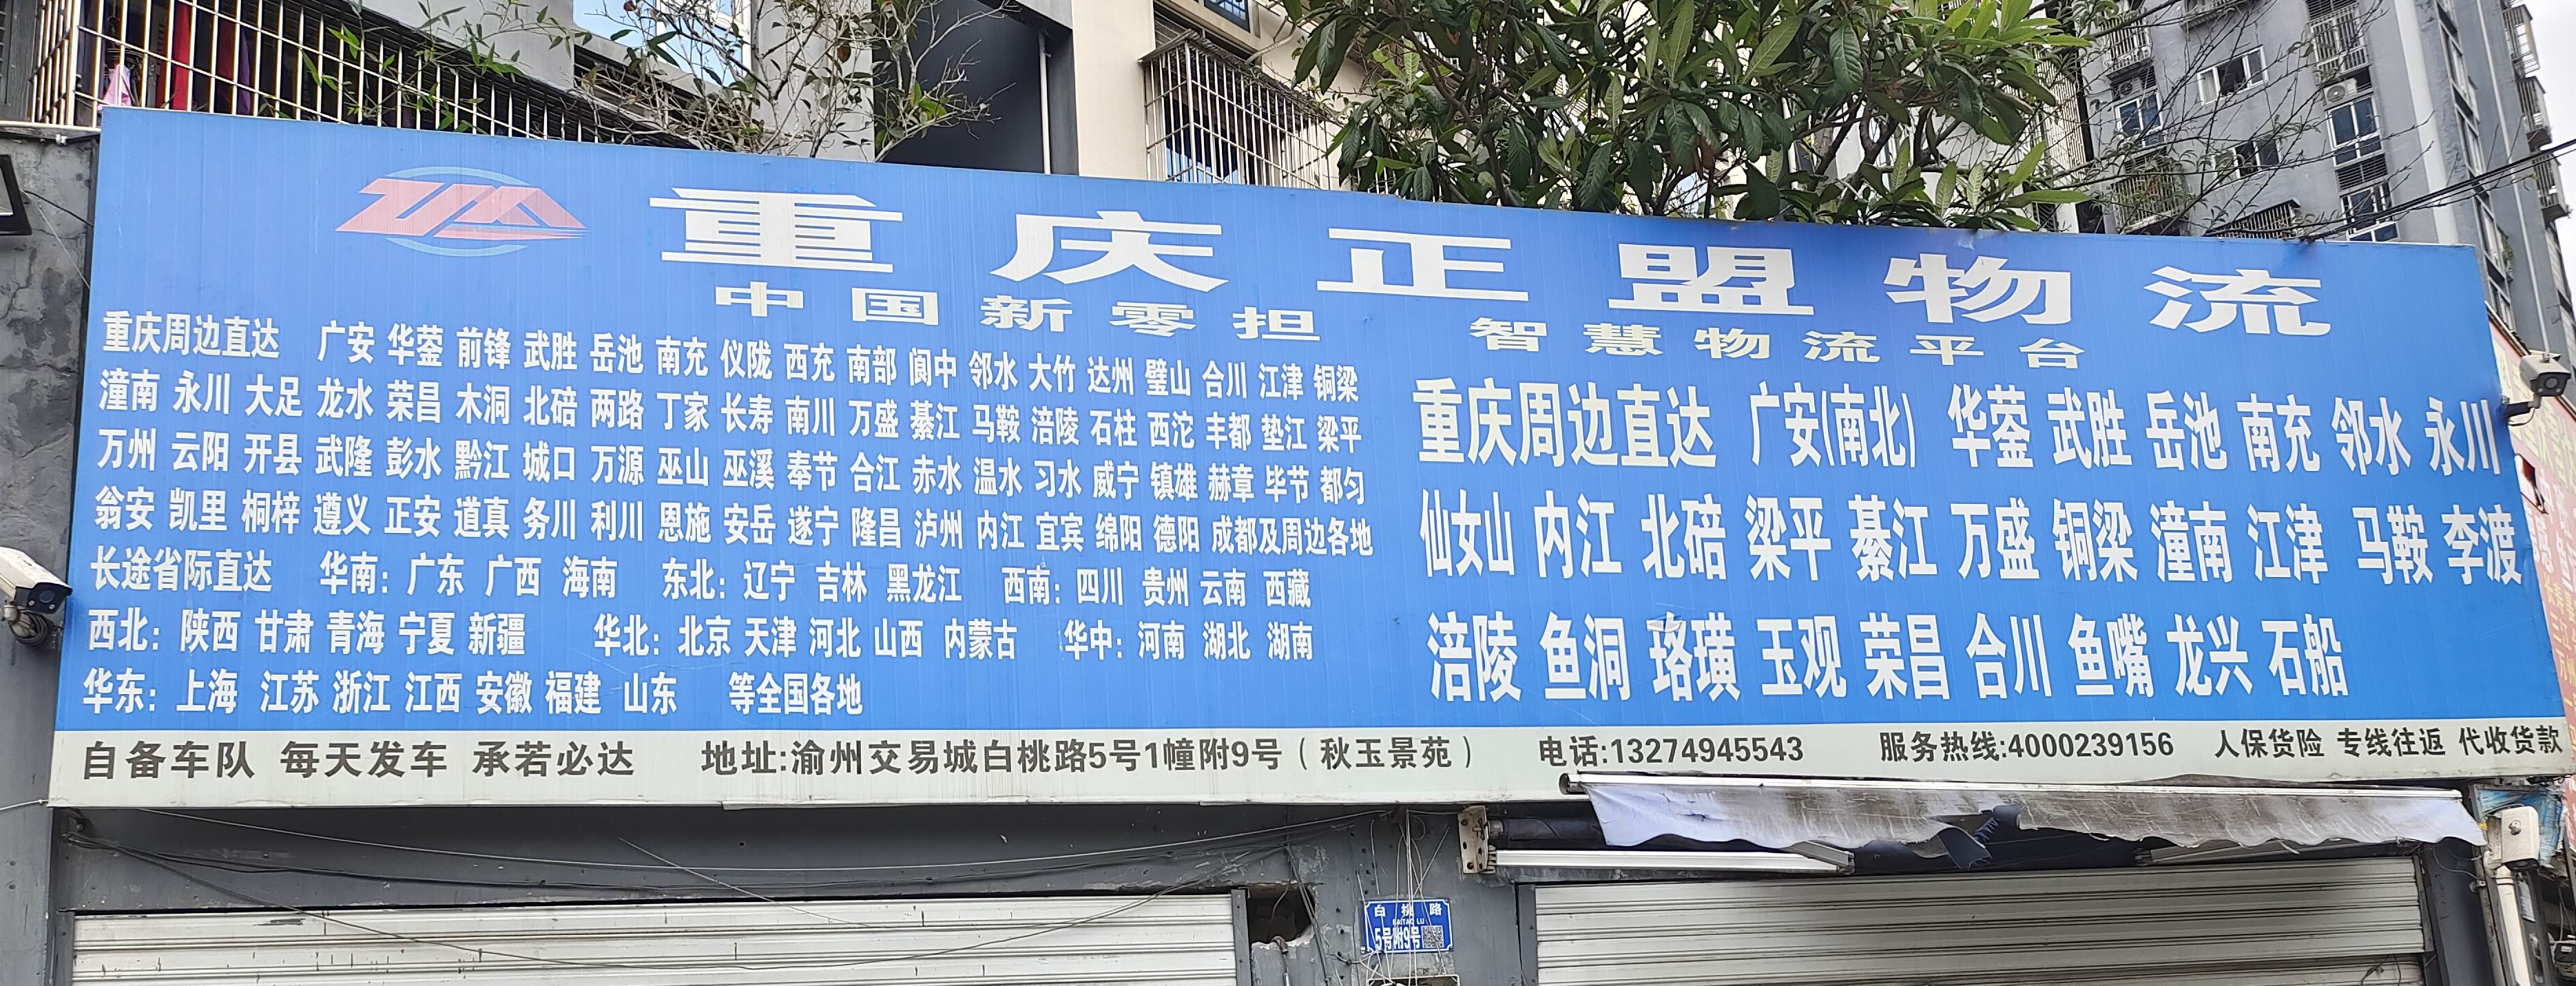 重庆正盟物流
中国新零担 智慧物流平台
重庆周边直达 广安 华蓥 前锋 武胜 岳池 南充 仪陇 西充 南部 阆中 邻水 大竹 达州 璧山 合川 江津 铜梁
潼南 永川 大足 龙水 荣昌 木洞 北碚 两路 丁家 长寿 南川 万盛 綦江 马鞍 涪陵 石柱 西沱 丰都 垫江 梁平
万州 云阳 开县 武隆 彭水 黔江 城口 万源 巫山 巫溪 奉节 合江 赤水 温水 习水 威宁 镇雄 赫章 毕节 都匀
翁安 凯里 桐梓 遵义 正安 道真 务川 利川 恩施 安岳 遂宁 隆昌 泸州 内江 宜宾 绵阳 德阳 成都及周边各地
长途省际直达 华南：广东 广西 海南 东北：辽宁 吉林 黑龙江 西南：四川 贵州 云南 西藏
西北：陕西 甘肃 青海 宁夏 新疆 华北：北京 天津 河北 山西 内蒙古 华中：河南 湖北 湖南
华东：上海 江苏 浙江 江西 安徽 福建 山东 等全国各地
重庆周边直达 广安(南北) 华蓥 武胜 岳池 南充 邻水 永川
仙女山 内江 北碚 梁平 綦江 万盛 铜梁 潼南 江津 马鞍 李渡
涪陵 鱼洞 珞璜 玉观 荣昌 合川 鱼嘴 龙兴 石船
自备车队 每天发车 承若必达 地址:渝州交易城白桃路5号1幢附9号（秋玉景苑） 电话:13274945543 服务热线:4000239156 人保货险 专线往返 代收货款
白桃路
BAITAO LU
5号附9号